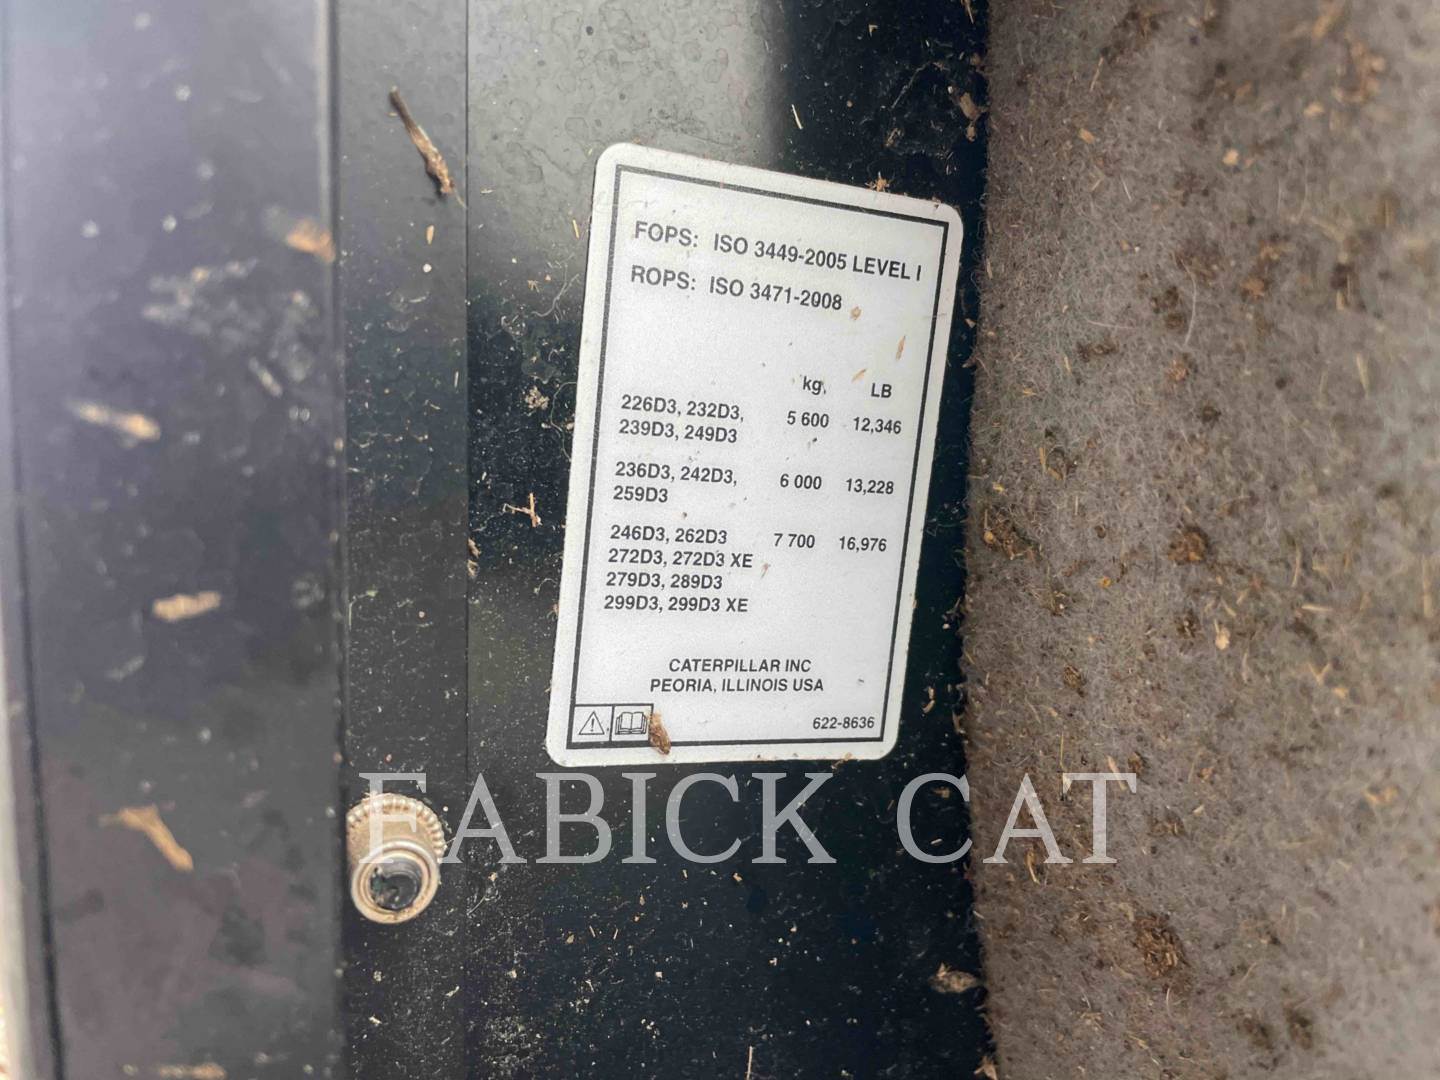 FOPS: ISO 3449-2005 LEVEL I
ROPS: ISO 3471-2008
kg LB
226D3, 232D3, 5 600 12,346
239D3, 249D3
236D3, 242D3, 6 000 13,228
259D3
246D3, 262D3 7 700 16,976
272D3, 272D3 XE
279D3, 289D3
299D3, 299D3 XE
CATERPILLAR INC
PEORIA, ILLINOIS USA
622-8636
FABICK CAT